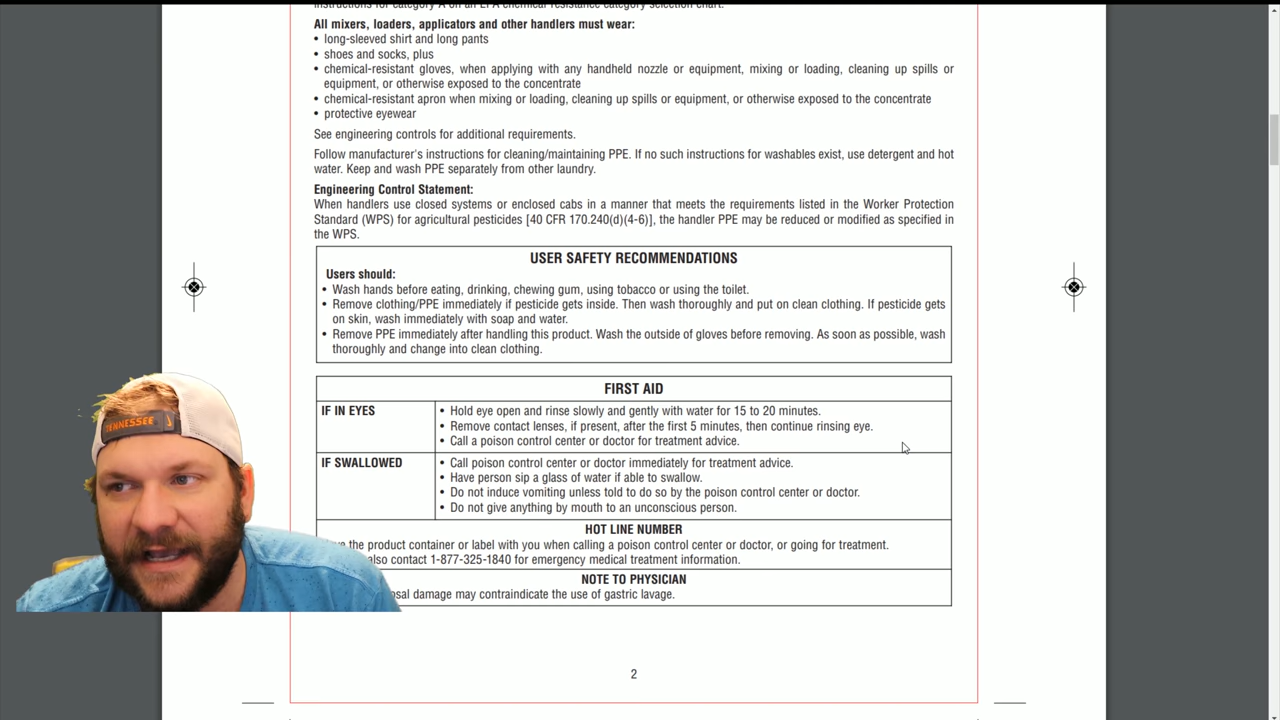 instructions for category A on an EPA chemical resistance category selection chart.
All mixers, loaders, applicators and other handlers must wear:
• long-sleeved shirt and long pants
• shoes and socks, plus
• chemical-resistant gloves, when applying with any handheld nozzle or equipment, mixing or loading, cleaning up spills or
equipment, or otherwise exposed to the concentrate
• chemical-resistant apron when mixing or loading, cleaning up spills or equipment, or otherwise exposed to the concentrate
• protective eyewear
See engineering controls for additional requirements.
Follow manufacturer's instructions for cleaning/maintaining PPE. If no such instructions for washables exist, use detergent and hot
water. Keep and wash PPE separately from other laundry.
Engineering Control Statement:
When handlers use closed systems or enclosed cabs in a manner that meets the requirements listed in the Worker Protection
Standard (WPS) for agricultural pesticides [40 CFR 170.240(d)(4-6)], the handler PPE may be reduced or modified as specified in
the WPS.
USER SAFETY RECOMMENDATIONS
Users should:
• Wash hands before eating, drinking, chewing gum, using tobacco or using the toilet.
• Remove clothing/PPE immediately if pesticide gets inside. Then wash thoroughly and put on clean clothing. If pesticide gets
on skin, wash immediately with soap and water.
• Remove PPE immediately after handling this product. Wash the outside of gloves before removing. As soon as possible, wash
thoroughly and change into clean clothing.
FIRST AID
IF IN EYES
• Hold eye open and rinse slowly and gently with water for 15 to 20 minutes.
• Remove contact lenses, if present, after the first 5 minutes, then continue rinsing eye.
• Call a poison control center or doctor for treatment advice.
IF SWALLOWED
• Call poison control center or doctor immediately for treatment advice.
• Have person sip a glass of water if able to swallow.
• Do not induce vomiting unless told to do so by the poison control center or doctor.
• Do not give anything by mouth to an unconscious person.
HOT LINE NUMBER
the product container or label with you when calling a poison control center or doctor, or going for treatment.
also contact 1-877-325-1840 for emergency medical treatment information.
NOTE TO PHYSICIAN
damage may contraindicate the use of gastric lavage.
TENNESSEE
2